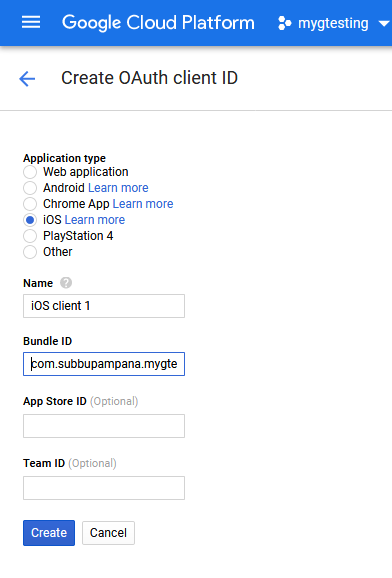 Google Cloud Platform mygtesting
Create OAuth client ID
Application type
Web application
Android Learn more
Chrome App Learn more
iOS Learn more
PlayStation 4
Other
Name ?
iOS client 1
Bundle ID
com.subbupampana.mygte
App Store ID (Optional)
Team ID (Optional)
Create Cancel